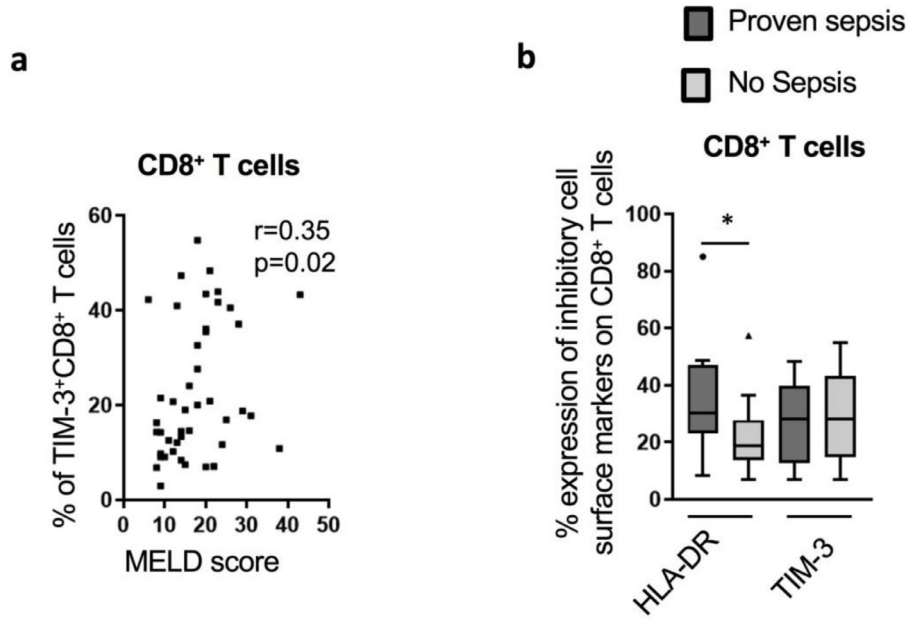 a
CD8⁺ T cells
r=0.35
p=0.02
% of TIM-3⁺CD8⁺ T cells
60
40
20
0
0 10 20 30 40 50
MELD score
b
Proven sepsis
No Sepsis
CD8⁺ T cells
% expression of inhibitory cell
surface markers on CD8⁺ T cells
100
80
60
40
20
0
*
HLA-DR
TIM-3